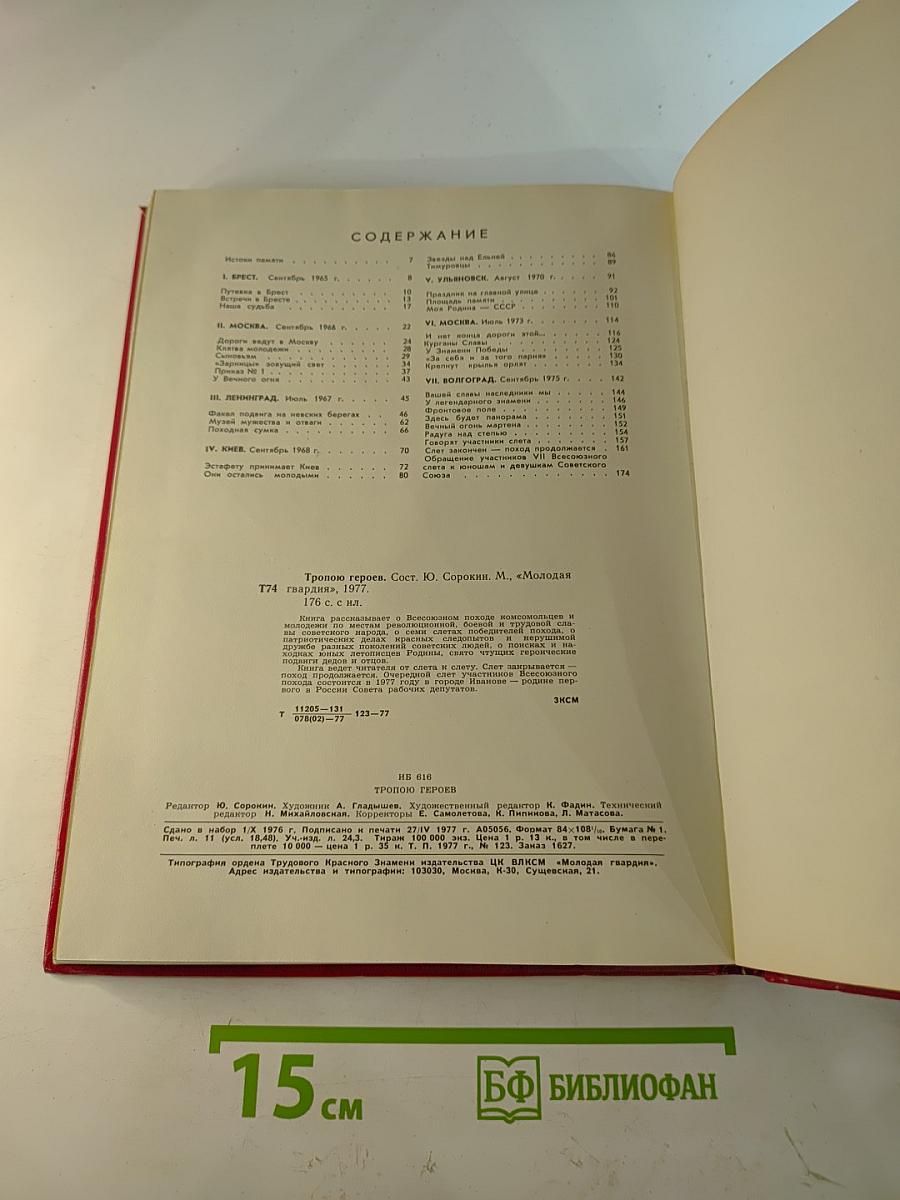 СОДЕРЖАНИЕ
Истоки памяти . . . . . . . . . . 7
I. БРЕСТ. Сентябрь 1965 г. . . . . . 8
Путевка в Брест . . . . . . . . 10
Встречи в Бресте . . . . . . . . 13
Наша судьба . . . . . . . . . 17
II. МОСКВА. Сентябрь 1966 г. . . . . 22
Дороги ведут в Москву . . . . . . 24
Клятва молодежи . . . . . . . . 28
Сыновьям . . . . . . . . . . 29
«Зарницы» зовущий свет . . . . . . 34
Приказ № 1 . . . . . . . . . . 37
У Вечного огня . . . . . . . . . 43
III. ЛЕНИНГРАД. Июль 1967 г. . . . . 45
Факел подвига на невских берегах . . 46
Музей мужества и отваги . . . . . . 62
Походная сумка . . . . . . . . . 66
IV. КИЕВ. Сентябрь 1968 г. . . . . . 70
Эстафету принимает Киев . . . . . . 72
Они остались молодыми . . . . . . 80
Звезды над Ельней . . . . . . . . 86
Тимуровцы . . . . . . . . . . 89
V. УЛЬЯНОВСК. Август 1970 г. . . . . 91
Праздник на главной улице . . . . . 92
Площадь памяти . . . . . . . . . 101
Моя Родина — СССР . . . . . . . 110
VI. МОСКВА. Июль 1973 г. . . . . . 114
И нет конца дороги этой... . . . . . 116
Курганы Славы . . . . . . . . . 124
У Знамени Победы . . . . . . . . 125
«За себя и за того парня» . . . . . 130
Крепнут крылья орлят . . . . . . . 134
VII. ВОЛГОГРАД. Сентябрь 1975 г. . . . 142
Вашей славы наследники мы . . . . . 144
У легендарного знамени . . . . . . 146
Фронтовое поле . . . . . . . . . 149
Здесь будет панорама . . . . . . . 151
Вечный огонь мартена . . . . . . . 152
Радуга над степью . . . . . . . . 154
Говорят участники слета . . . . . . 157
Слет закончен — поход продолжается . 161
Обращение участников VII Всесоюзного
слета к юношам и девушкам Советского
Союза . . . . . . . . . . . 174
Тропою героев. Сост. Ю. Сорокин. М., «Молодая
Т74 гвардия», 1977.
176 с. с ил.
Книга рассказывает о Всесоюзном походе комсомольцев и
молодежи по местам революционной, боевой и трудовой сла-
вы советского народа, о семи слетах победителей похода, о
патриотических делах красных следопытов и нерушимой
дружбе разных поколений советских людей, о поисках и на-
ходках юных летописцев Родины, свято чтущих героические
подвиги дедов и отцов.
Книга ведет читателя от слета к слету. Слет закрывается —
поход продолжается. Очередной слет участников Всесоюзного
похода состоится в 1977 году в городе Иванове — родине пер-
вого в России Совета рабочих депутатов.
3КСМ
Т 11205—131
078(02)—77 123—77
ИБ 616
ТРОПОЮ ГЕРОЕВ
Редактор Ю. Сорокин. Художник А. Гладышев. Художественный редактор К. Фадин. Технический
редактор Н. Михайловская. Корректоры Е. Самолетова, К. Пипикова, Л. Матасова.
Сдано в набор 1/X 1976 г. Подписано к печати 27/IV 1977 г. А05056. Формат 84×108¹/₁₆. Бумага № 1.
Печ. л. 11 (усл. 18,48). Уч.-изд. л. 24,3. Тираж 100 000 экз. Цена 1 р. 13 к., в том числе в пере-
плете 10 000 — цена 1 р. 35 к. Т. П. 1977 г., № 123. Заказ 1627.
Типография ордена Трудового Красного Знамени издательства ЦК ВЛКСМ «Молодая гвардия».
Адрес издательства и типографии: 103030, Москва, К-30, Сущевская, 21.
15 см
БФ БИБЛИОФАН